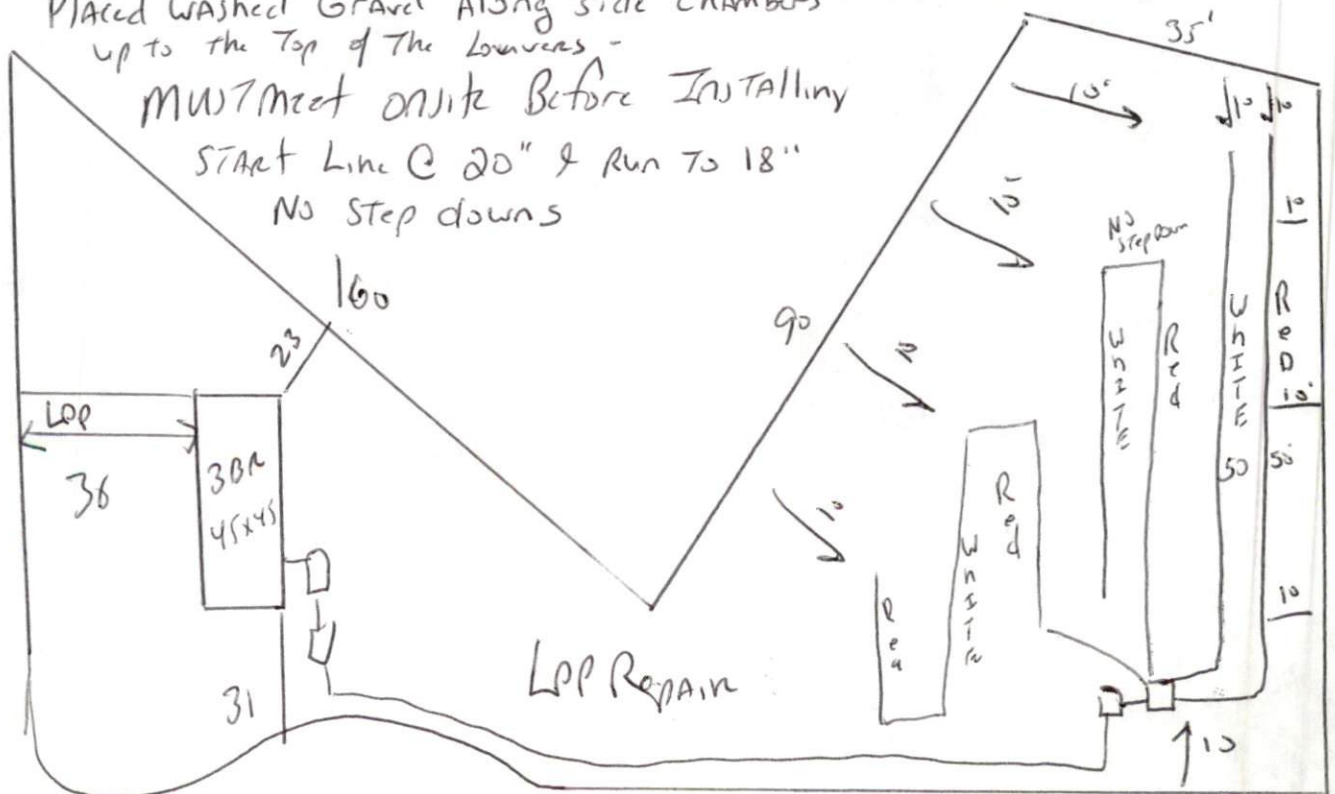 Placed washed Gravel Along side Chambers
up to the Top of The Louvers -
MUST meet onsite Before Installing
START Line @ 20" & Run To 18"
No Step downs
35'
10'
10
10
10'
10
No Step Down
160
23
90
10
WHITE
Red
WHITE
ReD
10'
LPP
36
3BR
45x45
50
50
Red
WHITE
10
Red
WHITE
10
31
LPP Repair
10